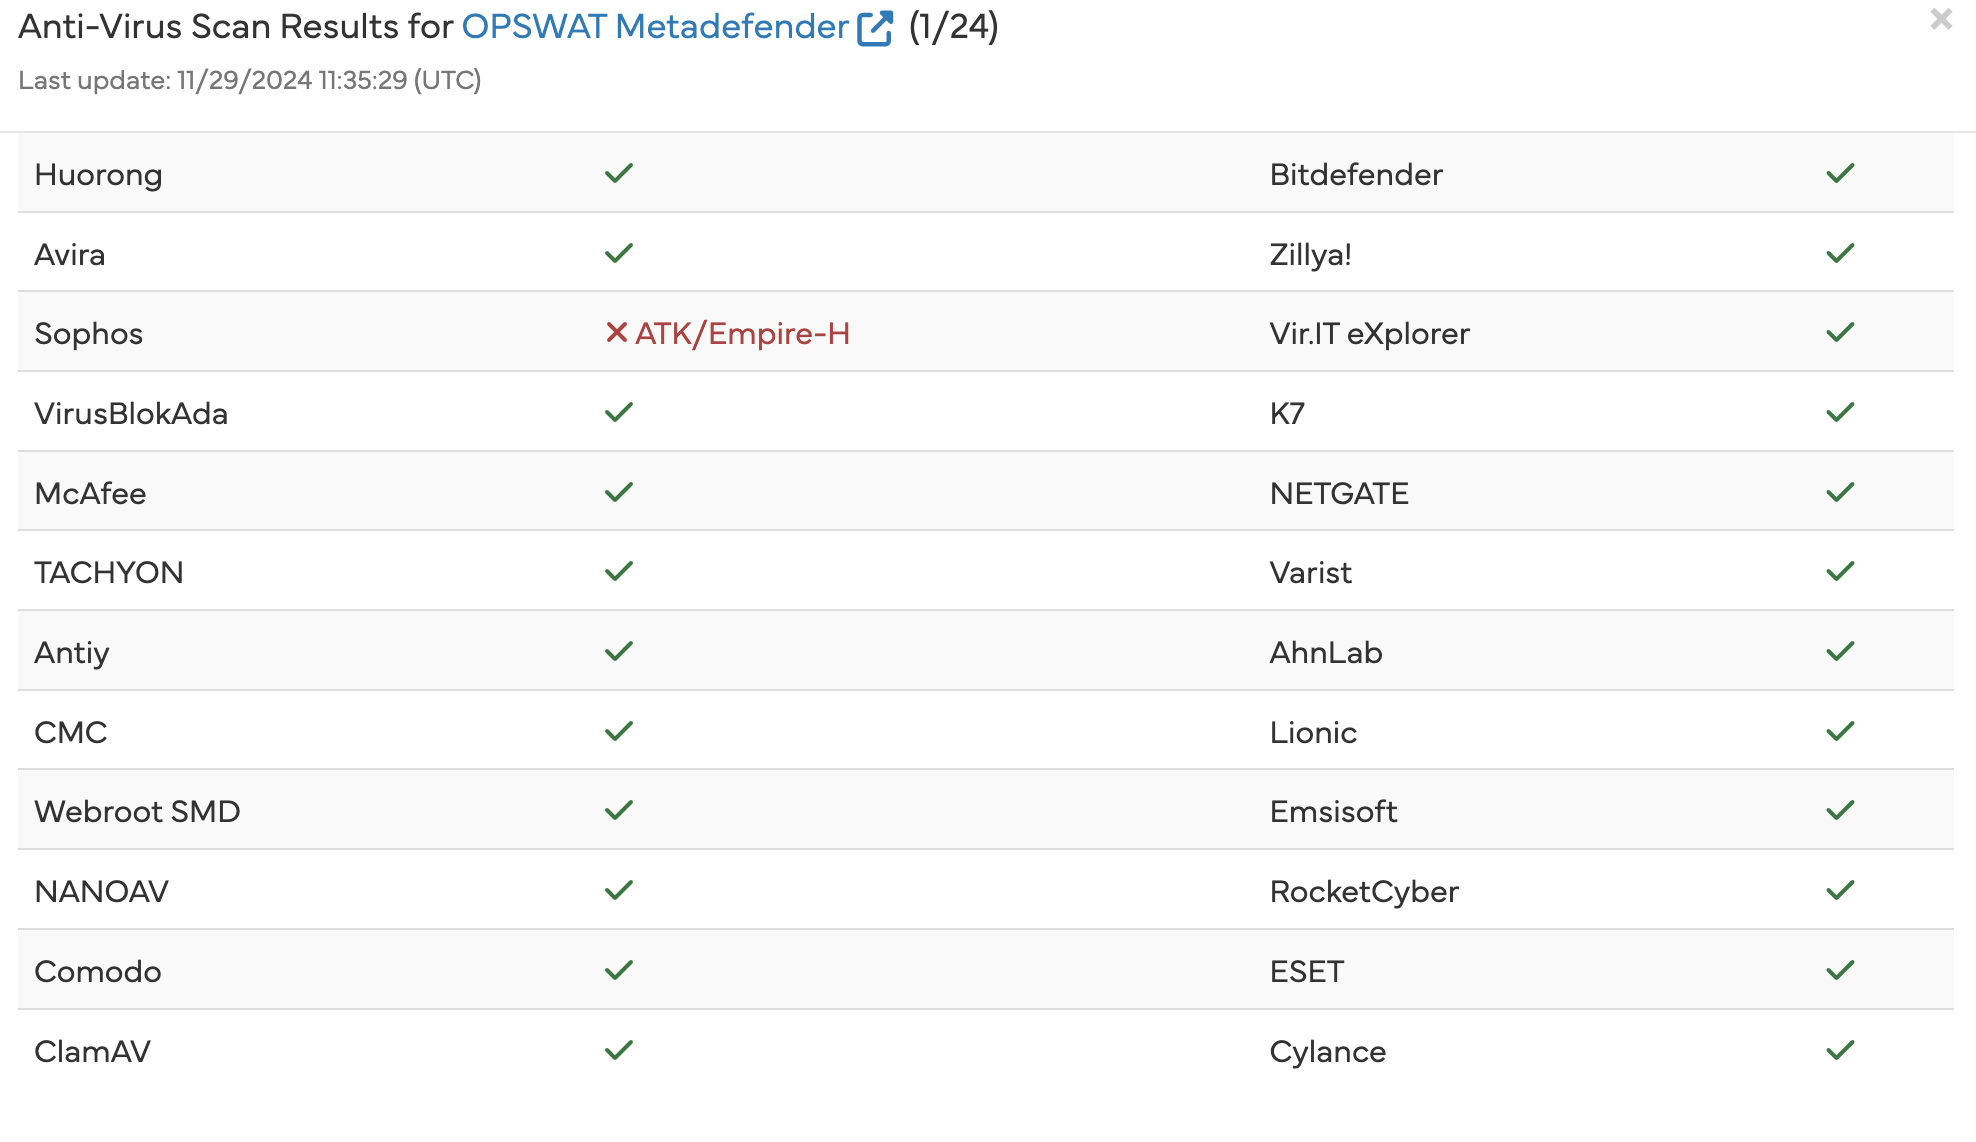 Anti-Virus Scan Results for OPSWAT Metadefender (1/24)
Last update: 11/29/2024 11:35:29 (UTC)
Huorong Bitdefender
Avira Zillya!
Sophos ATK/Empire-H Vir.IT eXplorer
VirusBlokAda K7
McAfee NETGATE
TACHYON Varist
Antiy AhnLab
CMC Lionic
Webroot SMD Emsisoft
NANOAV RocketCyber
Comodo ESET
ClamAV Cylance